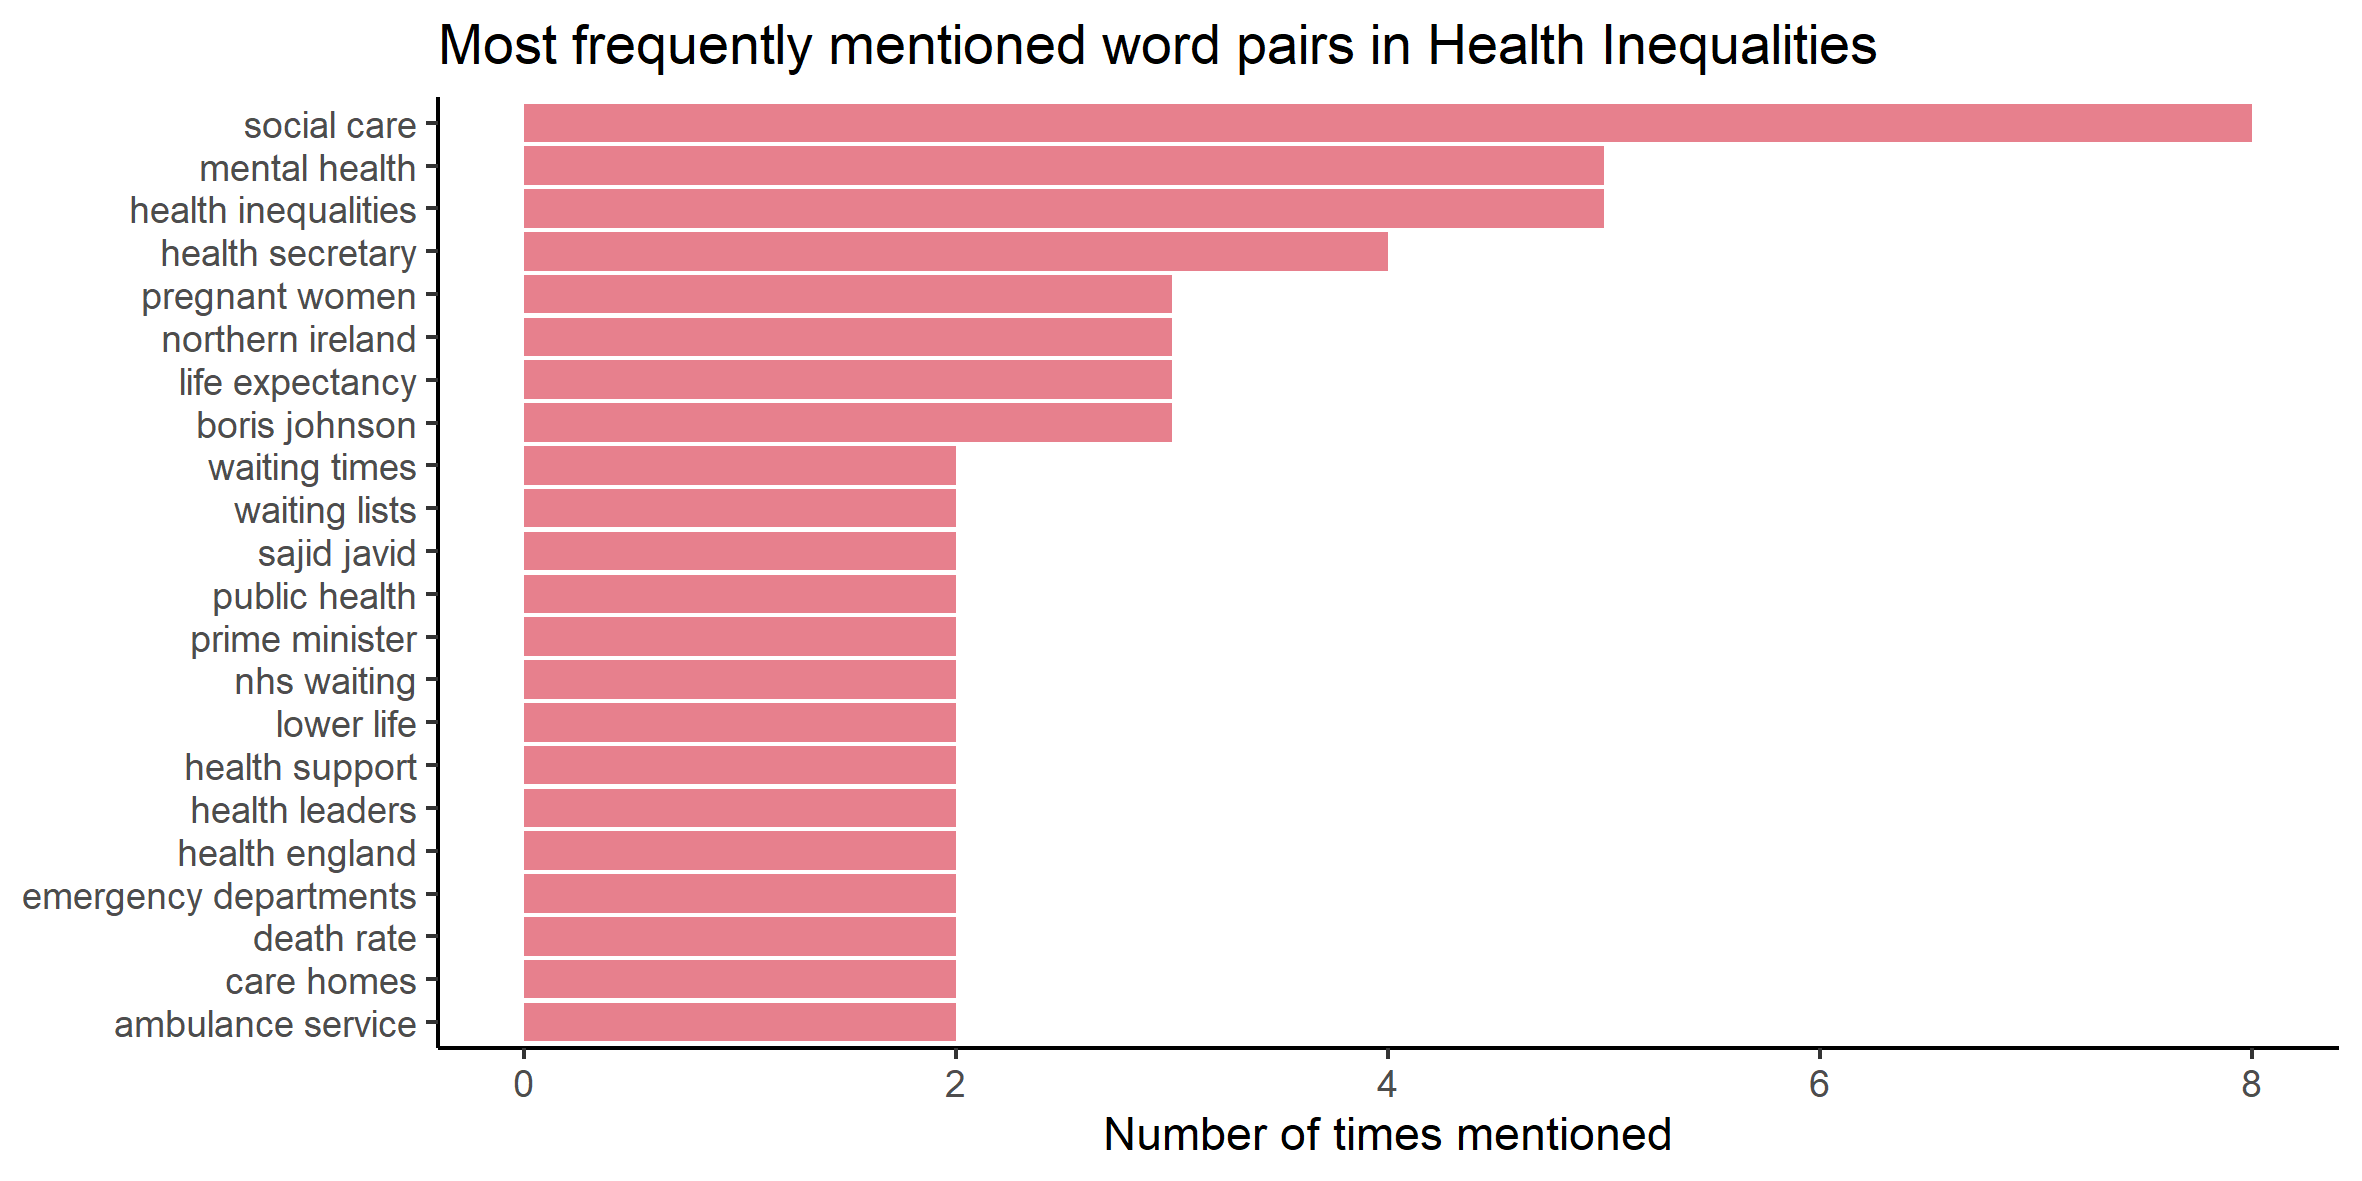 Most frequently mentioned word pairs in Health Inequalities
social care
mental health
health inequalities
health secretary
pregnant women
northern ireland
life expectancy
boris johnson
waiting times
waiting lists
sajid javid
public health
prime minister
nhs waiting
lower life
health support
health leaders
health england
emergency departments
death rate
care homes
ambulance service
0 2 4 6 8
Number of times mentioned